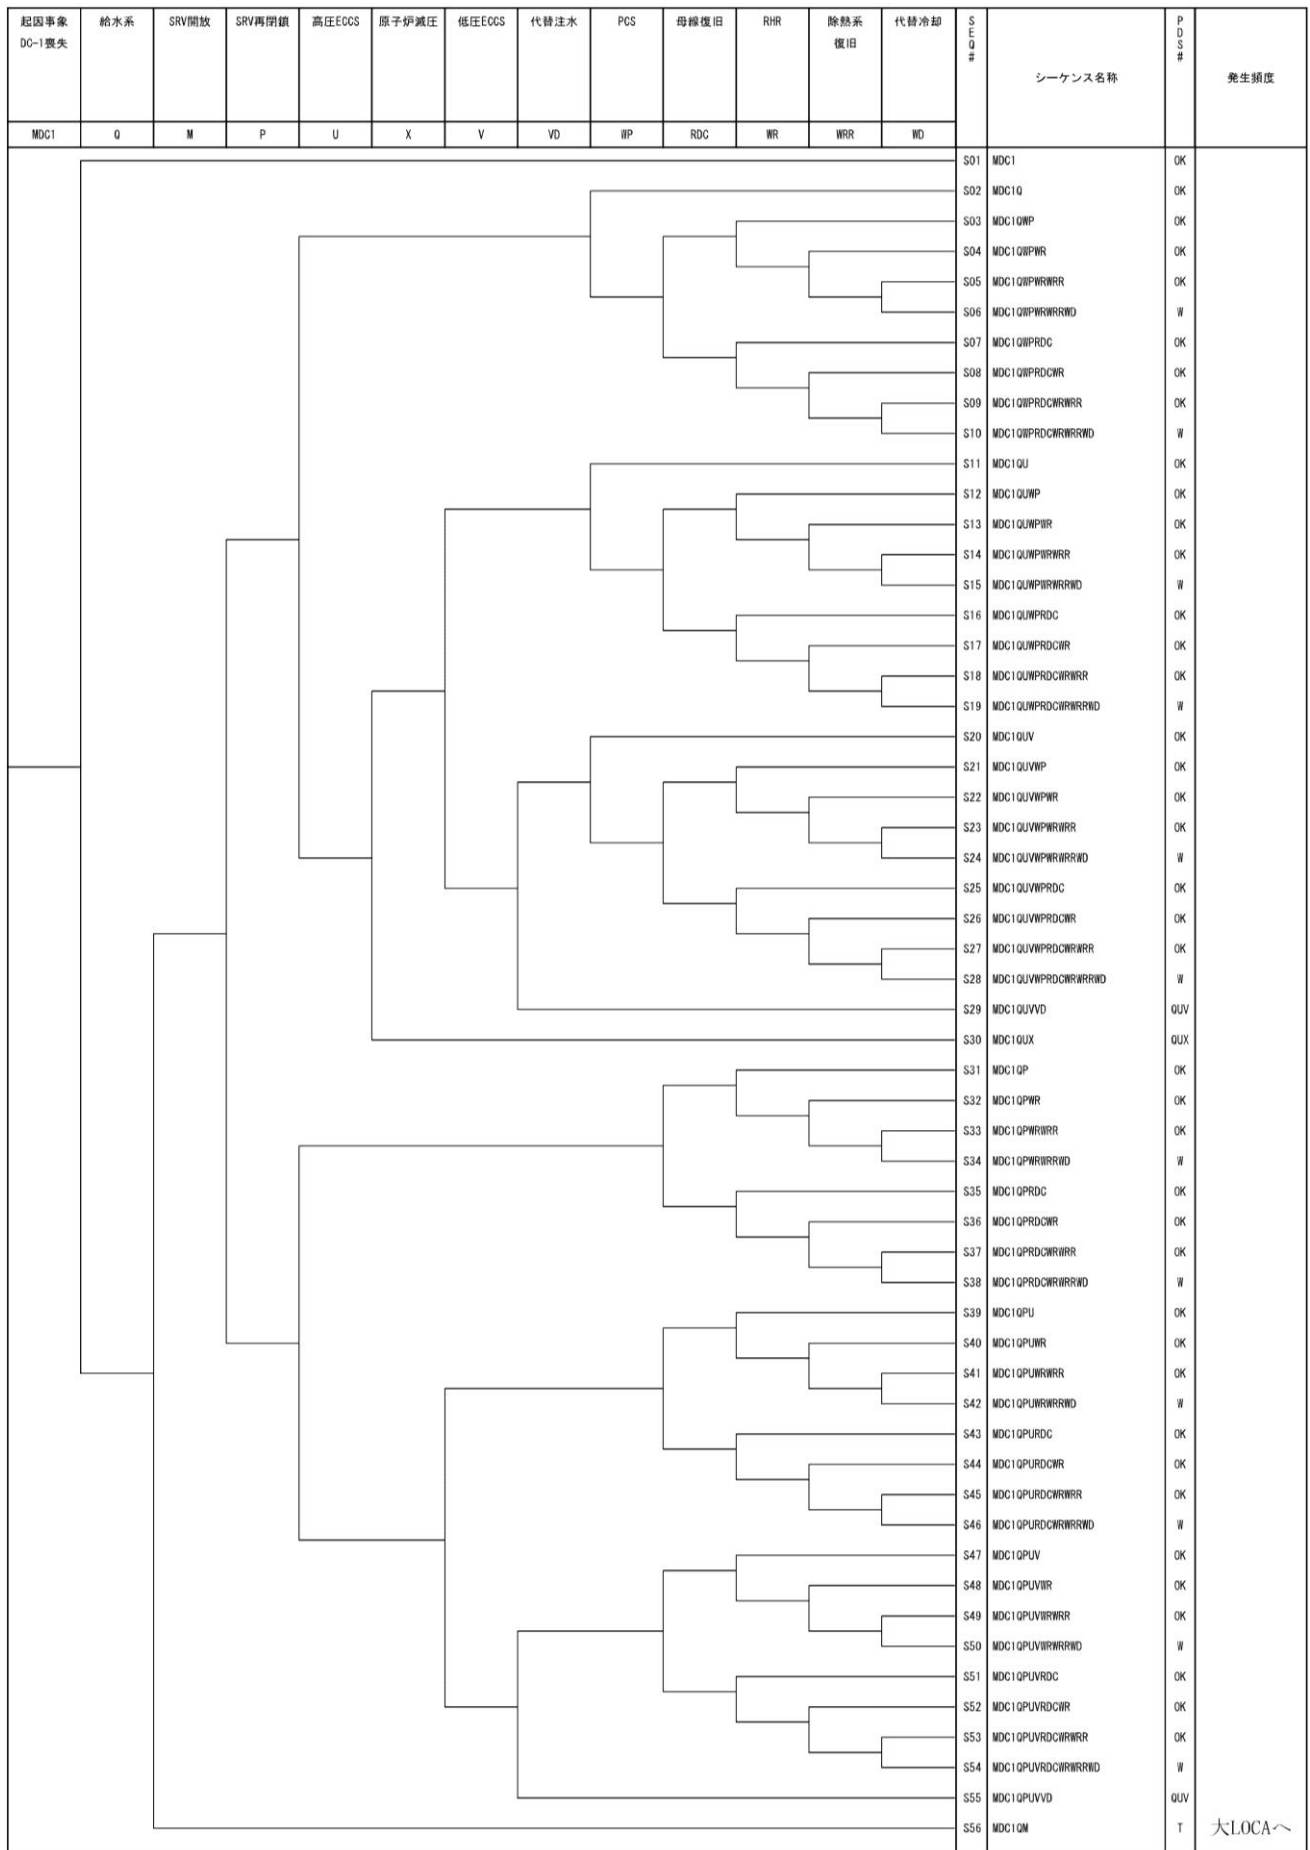 起因事象 給水系 SRV開放 SRV再閉鎖 高圧ECCS 原子炉減圧 低圧ECCS 代替注水 PCS 母線復旧 RHR 除熱系 代替冷却 SEQ# シーケンス名称 PDS# 発生頻度
DC-1喪失 復旧
MDC1 Q M P U X V VD WP RDC WR WRR WD
S01 MDC1 OK
S02 MDC1Q OK
S03 MDC1QWP OK
S04 MDC1QWPWR OK
S05 MDC1QWPWRWRR OK
S06 MDC1QWPWRWRRWD W
S07 MDC1QWPRDC OK
S08 MDC1QWPRDCWR OK
S09 MDC1QWPRDCWRWRR OK
S10 MDC1QWPRDCWRWRRWD W
S11 MDC1QU OK
S12 MDC1QUWP OK
S13 MDC1QUWPWR OK
S14 MDC1QUWPWRWRR OK
S15 MDC1QUWPWRWRRWD W
S16 MDC1QUWPRDC OK
S17 MDC1QUWPRDCWR OK
S18 MDC1QUWPRDCWRWRR OK
S19 MDC1QUWPRDCWRWRRWD W
S20 MDC1QUV OK
S21 MDC1QUVWP OK
S22 MDC1QUVWPWR OK
S23 MDC1QUVWPWRWRR OK
S24 MDC1QUVWPWRWRRWD W
S25 MDC1QUVWPRDC OK
S26 MDC1QUVWPRDCWR OK
S27 MDC1QUVWPRDCWRWRR OK
S28 MDC1QUVWPRDCWRWRRWD W
S29 MDC1QUVVD QUV
S30 MDC1QUX QUX
S31 MDC1QP OK
S32 MDC1QPWR OK
S33 MDC1QPWRWRR OK
S34 MDC1QPWRWRRWD W
S35 MDC1QPRDC OK
S36 MDC1QPRDCWR OK
S37 MDC1QPRDCWRWRR OK
S38 MDC1QPRDCWRWRRWD W
S39 MDC1QPU OK
S40 MDC1QPUWR OK
S41 MDC1QPUWRWRR OK
S42 MDC1QPUWRWRRWD W
S43 MDC1QPURDC OK
S44 MDC1QPURDCWR OK
S45 MDC1QPURDCWRWRR OK
S46 MDC1QPURDCWRWRRWD W
S47 MDC1QPUV OK
S48 MDC1QPUVWR OK
S49 MDC1QPUVWRWRR OK
S50 MDC1QPUVWRWRRWD W
S51 MDC1QPUVRDC OK
S52 MDC1QPUVRDCWR OK
S53 MDC1QPUVRDCWRWRR OK
S54 MDC1QPUVRDCWRWRRWD W
S55 MDC1QPUVVD QUV
S56 MDC1QM T 大LOCAへ